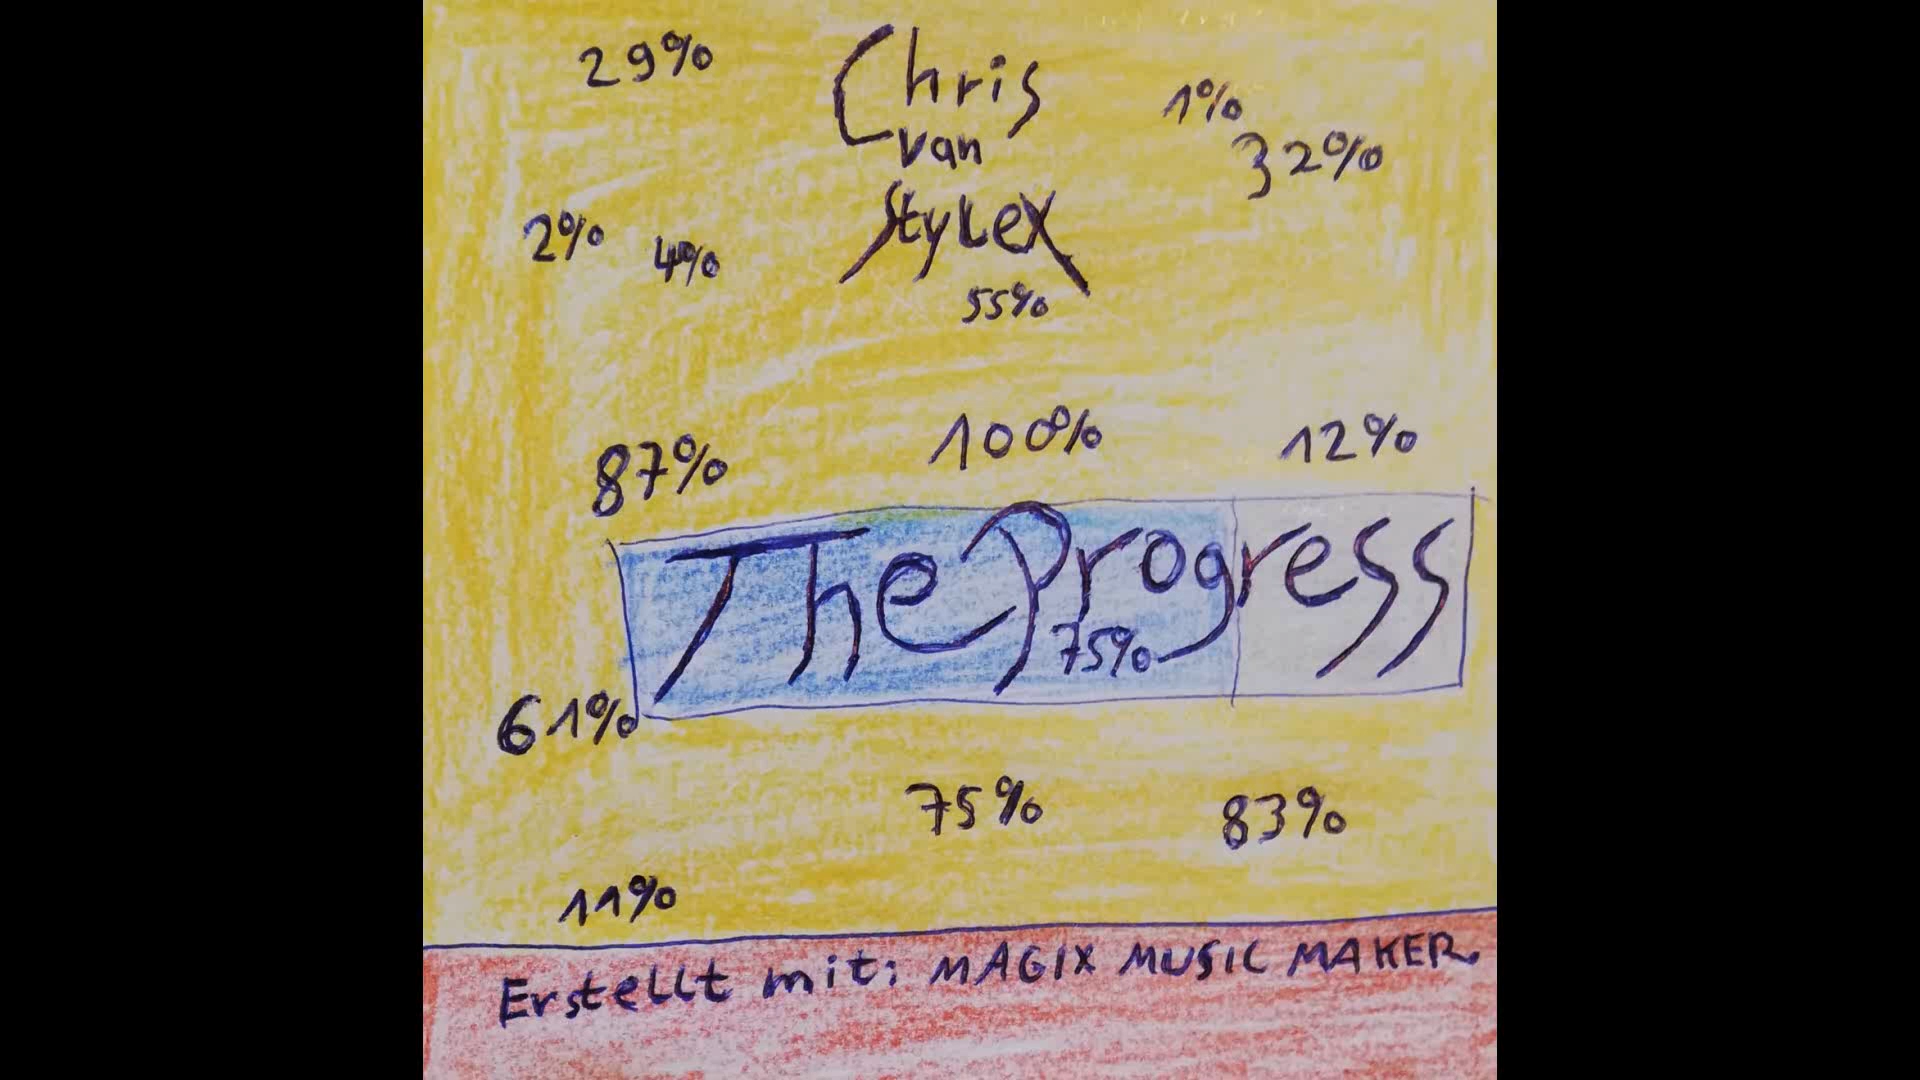 29%
Chris
van
StyleX
1%
32%
2%
4%
55%
87%
100%
12%
The Progress
75%
61%
75%
83%
11%
Erstellt mit: MAGIX MUSIC MAKER.